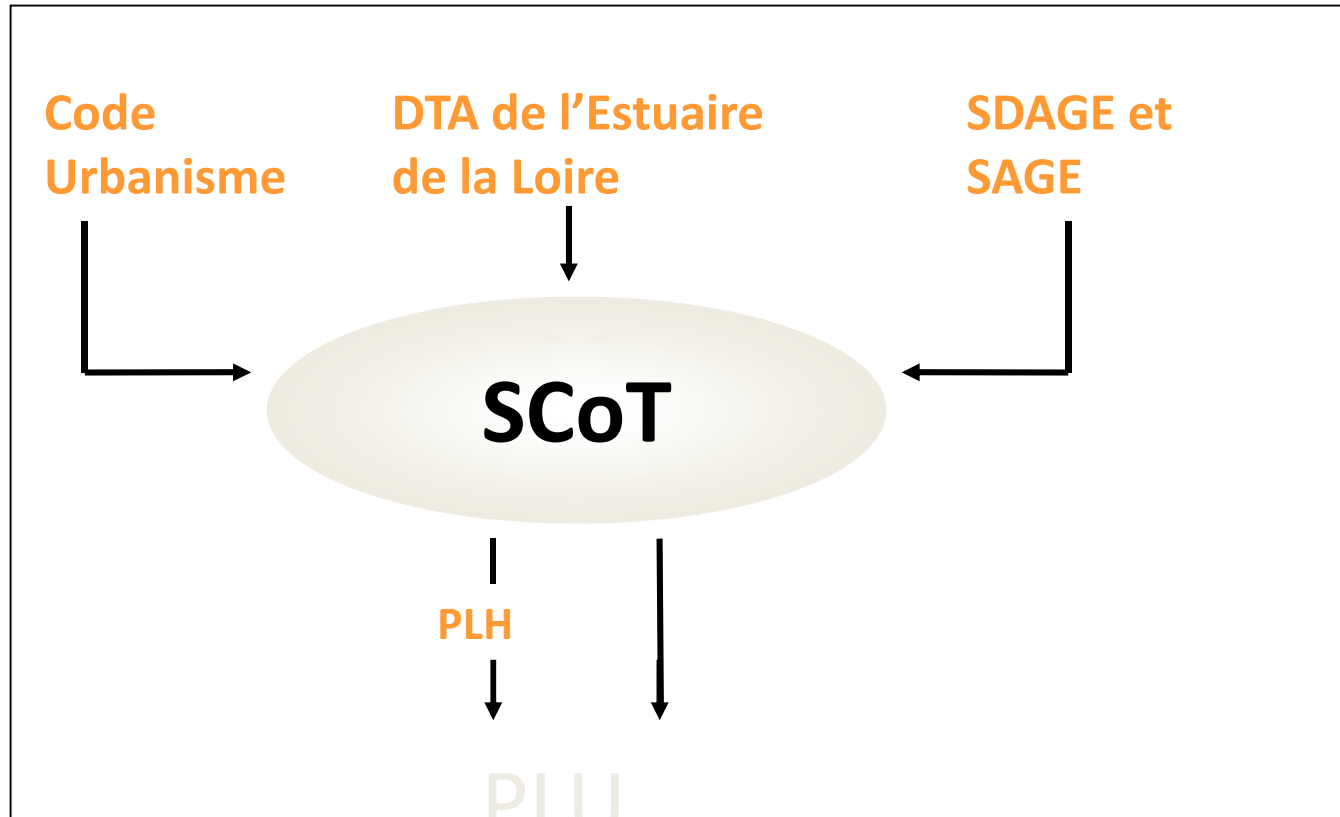 Code
Urbanisme
DTA de l’Estuaire
de la Loire
SDAGE et
SAGE
SCoT
PLH